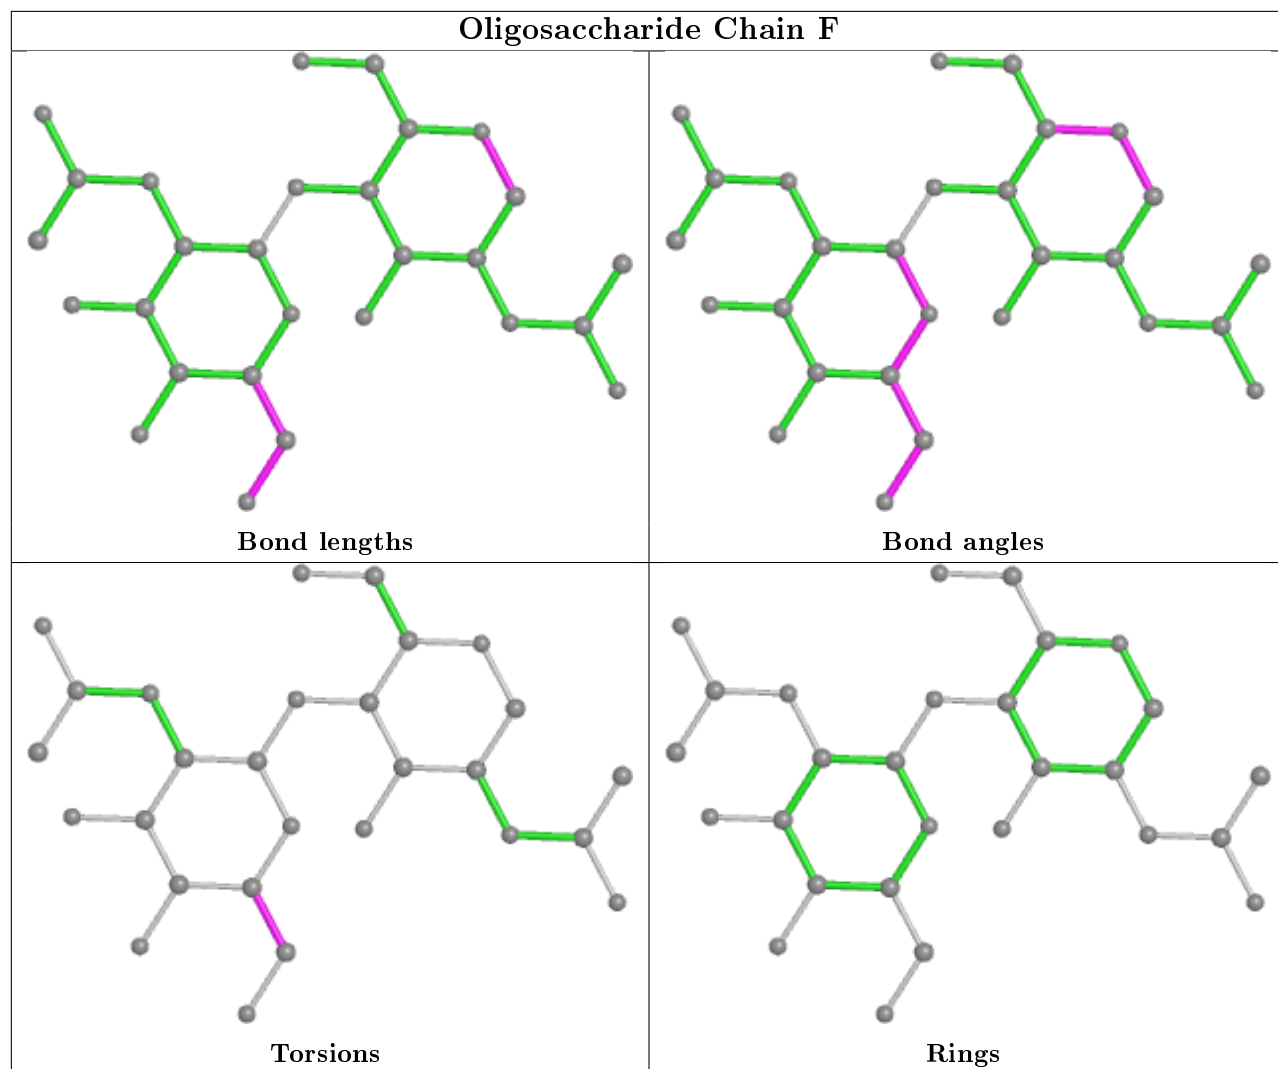 Oligosaccharide Chain F
Bond lengths
Bond angles
Torsions
Rings